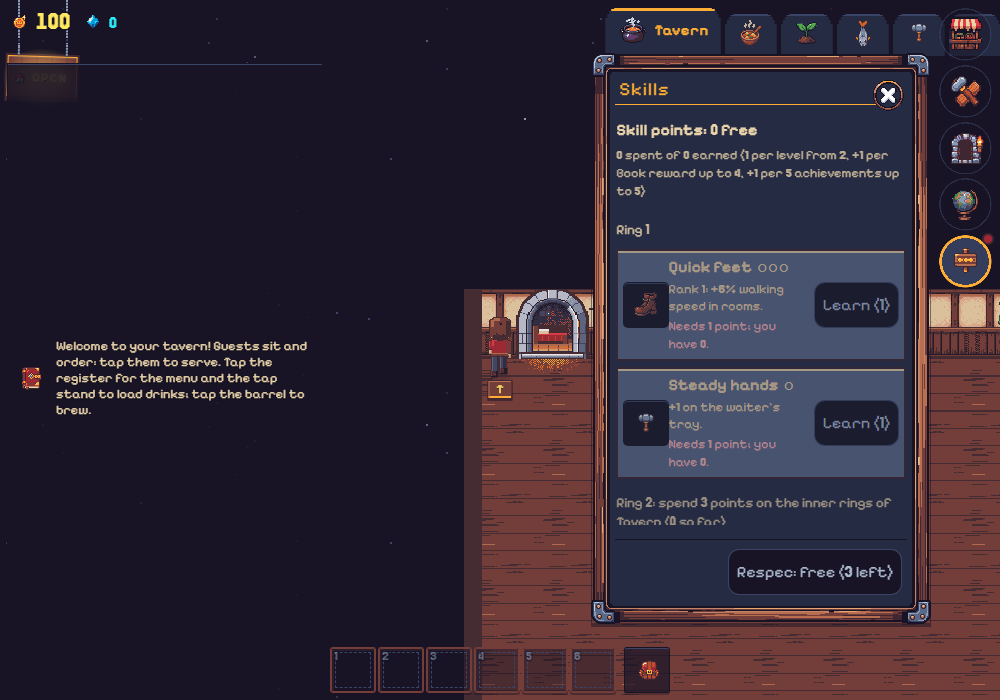 100
0
OPEN
Tavern
Skills
Skill points: 0 free
0 spent of 0 earned (1 per level from 2, +1 per
Book reward up to 4, +1 per 5 achievements up
to 5)
Ring 1
Quick feet
Rank 1: +6% walking
speed in rooms.
Needs 1 point; you
have 0.
Learn (1)
Steady hands
+1 on the waiter's
tray.
Needs 1 point; you
have 0.
Learn (1)
Ring 2: spend 3 points on the inner rings of
Tavern (0 so far)
Respec: free (3 left)
Welcome to your tavern! Guests sit and
order: tap them to serve. Tap the
register for the menu and the tap
stand to load drinks; tap the barrel to
brew.
1 2 3 4 5 6